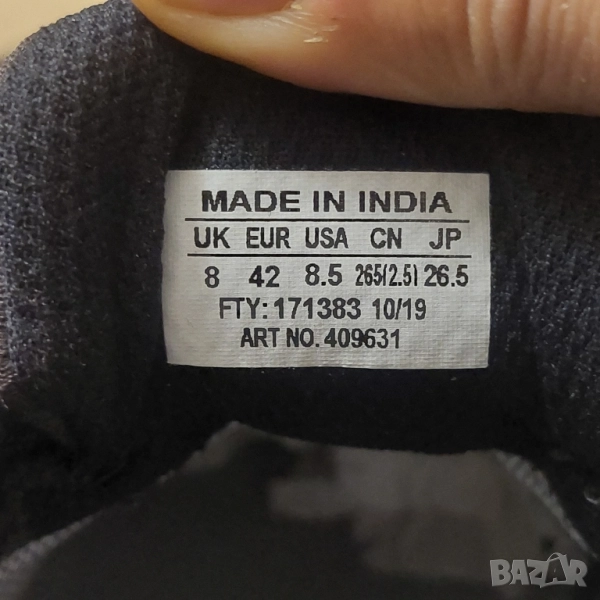 MADE IN INDIA
UK EUR USA CN JP
8 42 8.5 265(2.5) 26.5
FTY: 171383 10/19
ART NO. 409631
BAZAR